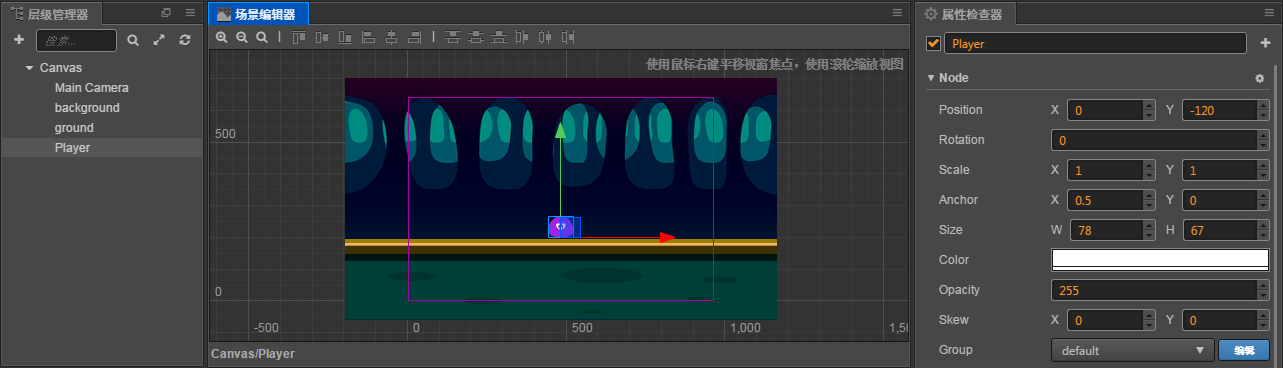 层级管理器
搜索...
Canvas
Main Camera
background
ground
Player
场景编辑器
使用鼠标右键平移视窗焦点，使用滚轮缩放视图
500
0
-500
0
500
1,000
1,50
Canvas/Player
属性检查器
Player
Node
Position X 0 Y -120
Rotation 0
Scale X 1 Y 1
Anchor X 0.5 Y 0
Size W 78 H 67
Color
Opacity 255
Skew X 0 Y 0
Group default 编辑